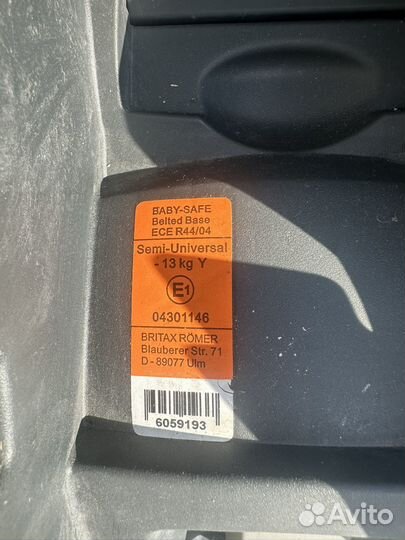 BABY-SAFE
Belted Base
ECE R44/04
Semi-Universal
- 13 kg Y
E1
04301146
BRITAX RÖMER
Blauberer Str. 71
D - 89077 Ulm
6059193
Avito